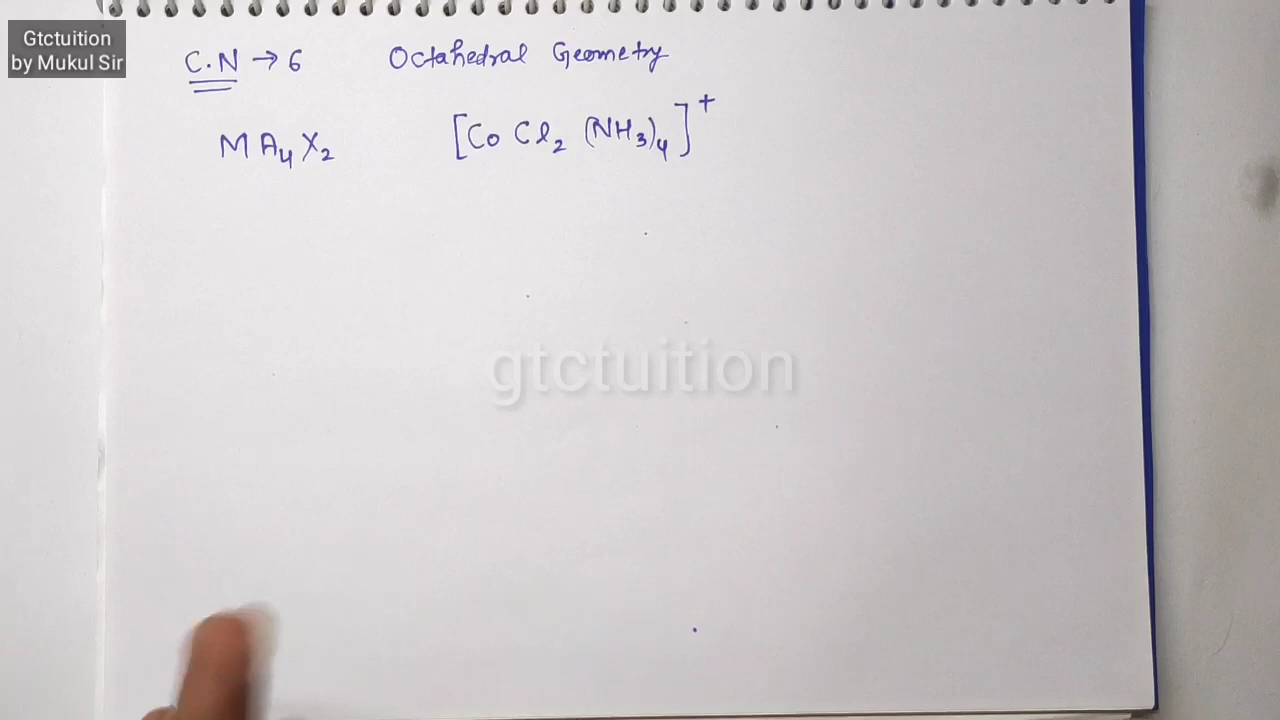 Gtctuition
by Mukul Sir
C.N → 6 Octahedral Geometry
MA₄X₂ [Co Cl₂ (NH₃)₄]⁺
gtctuition